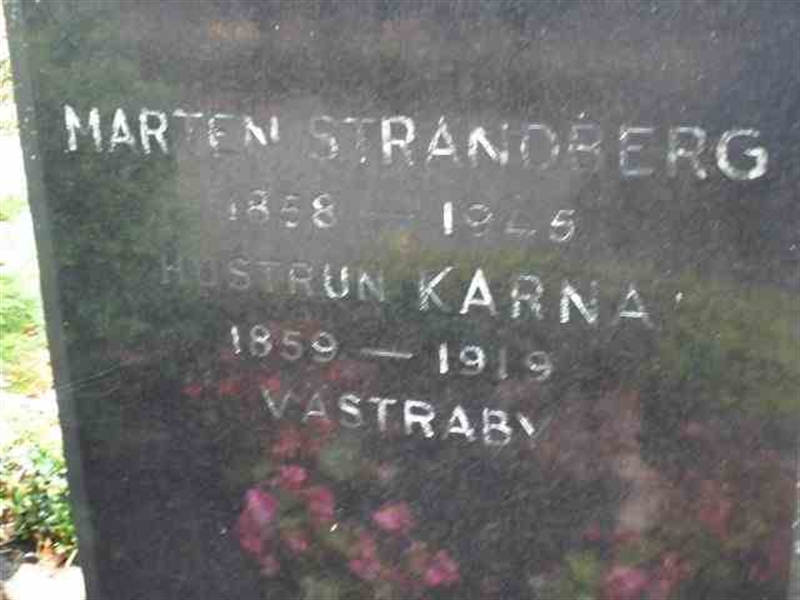 MARTEN STRANDBERG
1858 — 1945
HUSTRUN KARNA
1859 — 1919
VASTRABY